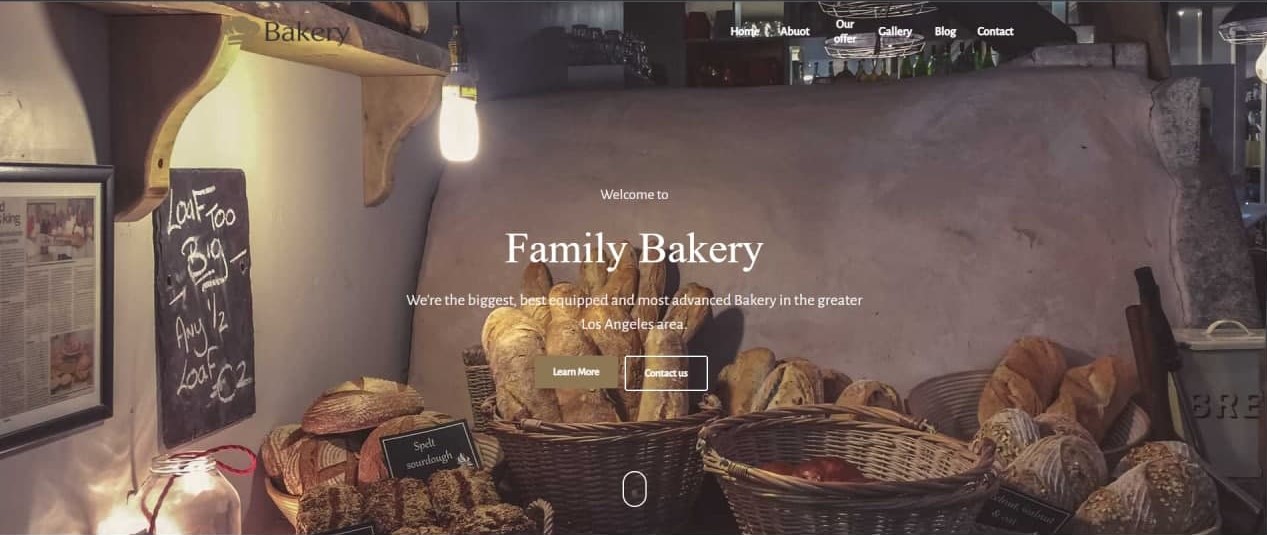 Bakery
Home
Abuot
Our
offer
Gallery
Blog
Contact
Welcome to
Family Bakery
We're the biggest, best equipped and most advanced Bakery in the greater
Los Angeles area.
Learn More
Contact us
Loaf Too
Big
Any 1/2
Loaf €2
Spelt
sourdough
BRE